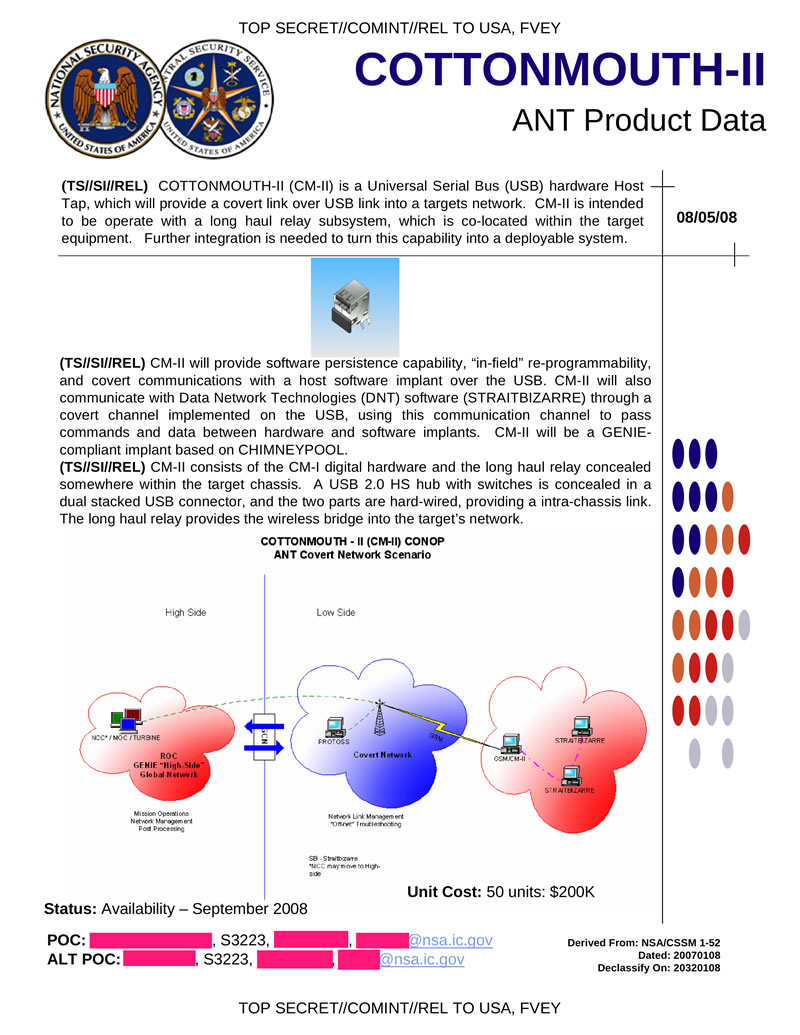 TOP SECRET//COMINT//REL TO USA, FVEY
NATIONAL SECURITY AGENCY
UNITED STATES OF AMERICA
TRAL SECURITY SERVICE
UNITED STATES OF AMERICA
COTTONMOUTH-II
ANT Product Data
(TS//SI//REL) COTTONMOUTH-II (CM-II) is a Universal Serial Bus (USB) hardware Host
Tap, which will provide a covert link over USB link into a targets network. CM-II is intended
to be operate with a long haul relay subsystem, which is co-located within the target
equipment. Further integration is needed to turn this capability into a deployable system.
08/05/08
(TS//SI//REL) CM-II will provide software persistence capability, “in-field” re-programmability,
and covert communications with a host software implant over the USB. CM-II will also
communicate with Data Network Technologies (DNT) software (STRAITBIZARRE) through a
covert channel implemented on the USB, using this communication channel to pass
commands and data between hardware and software implants. CM-II will be a GENIE-
compliant implant based on CHIMNEYPOOL.
(TS//SI//REL) CM-II consists of the CM-I digital hardware and the long haul relay concealed
somewhere within the target chassis. A USB 2.0 HS hub with switches is concealed in a
dual stacked USB connector, and the two parts are hard-wired, providing a intra-chassis link.
The long haul relay provides the wireless bridge into the target’s network.
COTTONMOUTH - II (CM-II) CONOP
ANT Covert Network Scenario
High Side
Low Side
NCC* / MOC / TURBINE
ROC
GENIE "High-Side"
Global Network
Mission Operations
Network Management
Post Processing
PROTOSS
Covert Network
GSM
Network Link Management
"Offnet" Troubleshooting
SB - Straitbizarre
*NCC may move to High-
side
GSM/CM-II
STRAITBIZARRE
STRAITBIZARRE
Unit Cost: 50 units: $200K
Status: Availability – September 2008
POC: , S3223, , @nsa.ic.gov
ALT POC: , S3223, , @nsa.ic.gov
Derived From: NSA/CSSM 1-52
Dated: 20070108
Declassify On: 20320108
TOP SECRET//COMINT//REL TO USA, FVEY